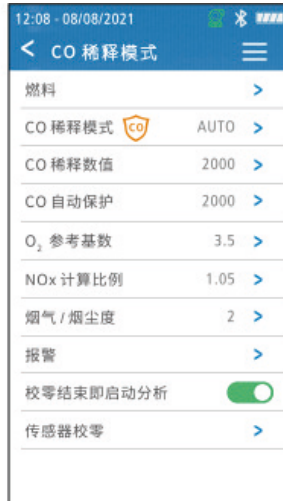 12:08 - 08/08/2021
< CO 稀释模式
燃料 >
CO 稀释模式 CO AUTO >
CO 稀释数值 2000 >
CO 自动保护 2000 >
O₂ 参考基数 3.5 >
NOx 计算比例 1.05 >
烟气 / 烟尘度 2 >
报警 >
校零结束即启动分析
传感器校零 >